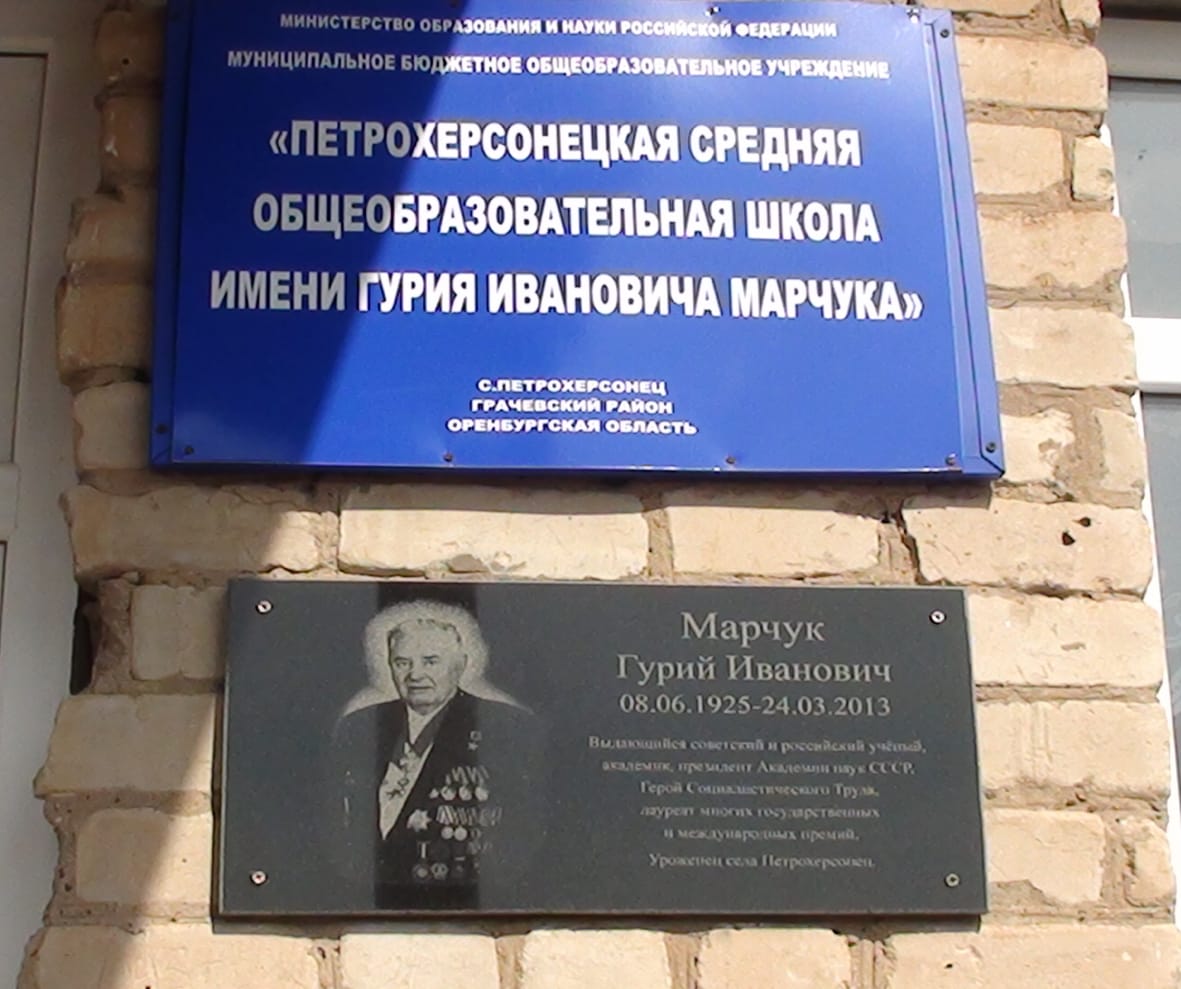 МИНИСТЕРСТВО ОБРАЗОВАНИЯ И НАУКИ РОССИЙСКОЙ ФЕДЕРАЦИИ
МУНИЦИПАЛЬНОЕ БЮДЖЕТНОЕ ОБЩЕОБРАЗОВАТЕЛЬНОЕ УЧРЕЖДЕНИЕ
«ПЕТРОХЕРСОНЕЦКАЯ СРЕДНЯЯ
ОБЩЕОБРАЗОВАТЕЛЬНАЯ ШКОЛА
ИМЕНИ ГУРИЯ ИВАНОВИЧА МАРЧУКА»
С.ПЕТРОХЕРСОНЕЦ
ГРАЧЕВСКИЙ РАЙОН
ОРЕНБУРГСКАЯ ОБЛАСТЬ
Марчук
Гурий Иванович
08.06.1925-24.03.2013
Выдающийся советский и российский учёный,
академик, президент Академии наук СССР,
Герой Социалистического Труда,
лауреат многих государственных
и международных премий.
Уроженец села Петрохерсонец.